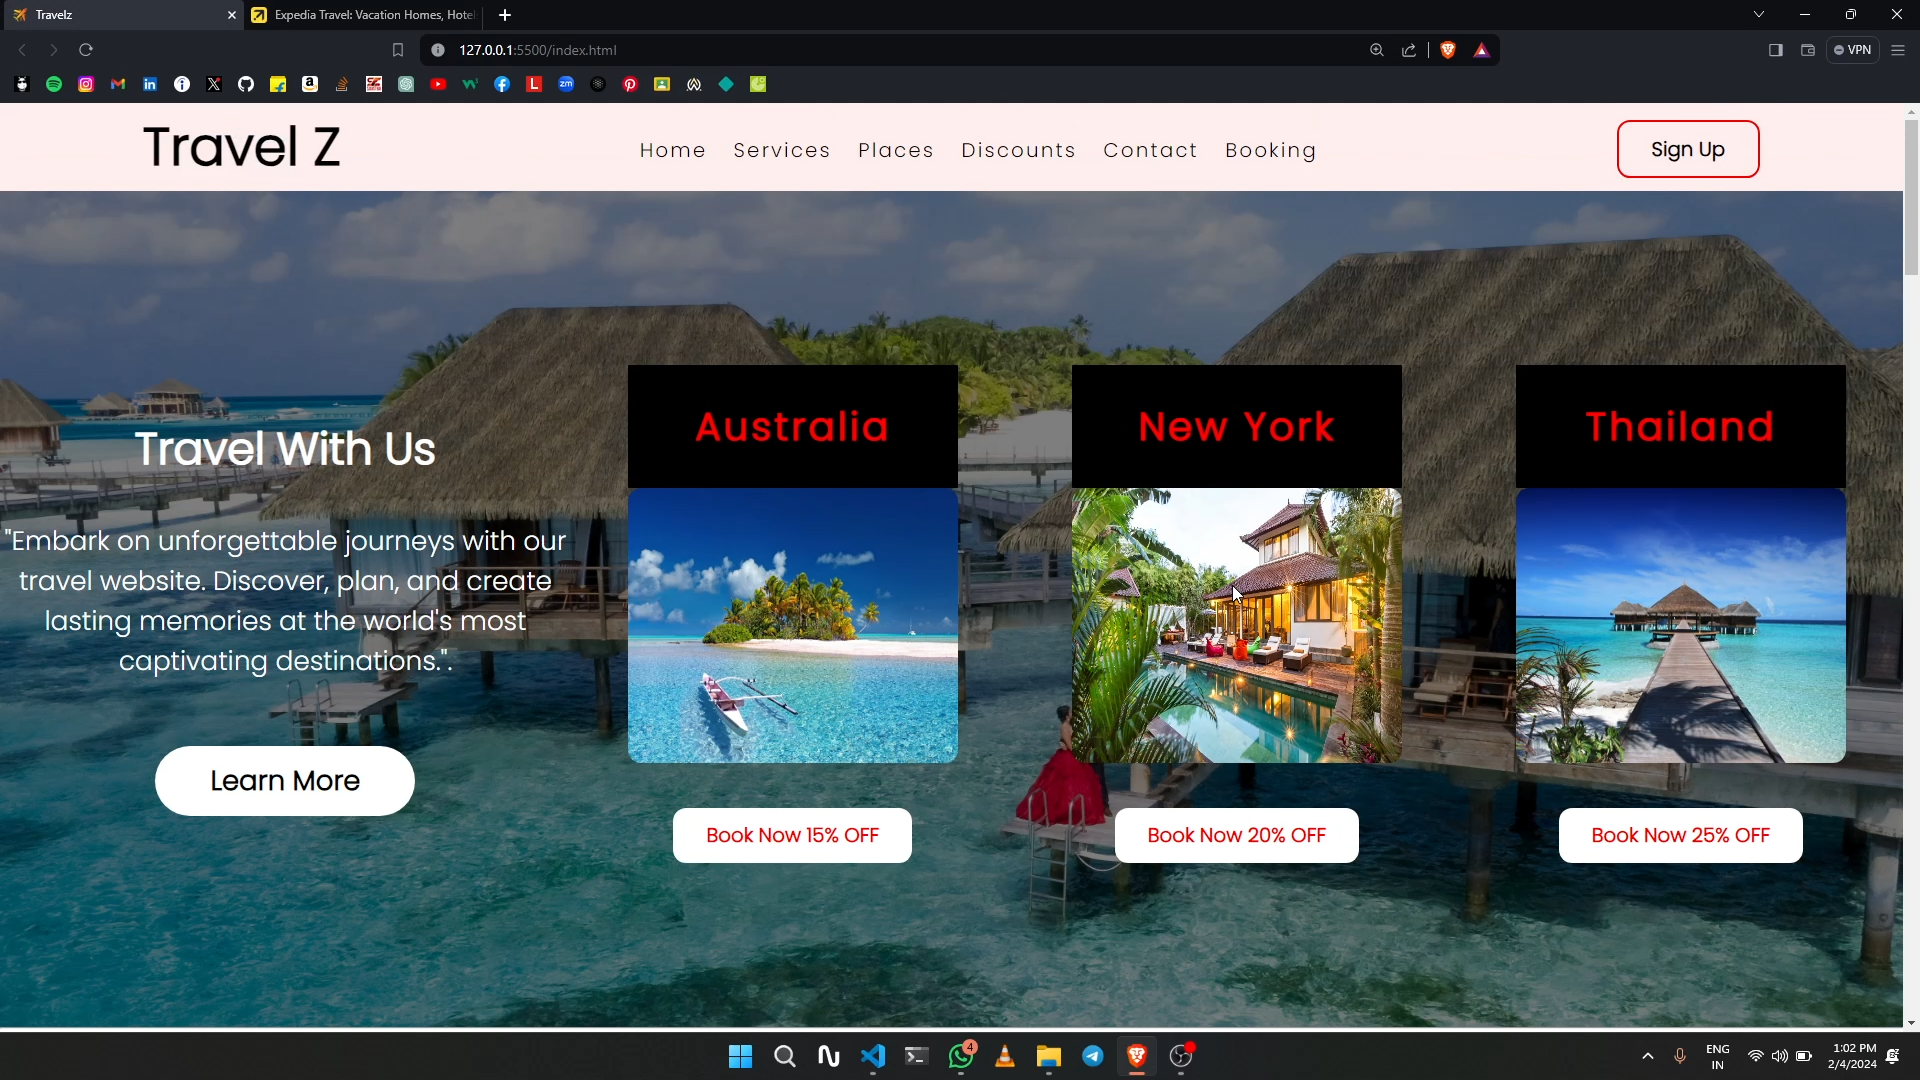 Travelz
Expedia Travel: Vacation Homes, Hotel
127.0.0.1:5500/index.html
VPN
Travel Z
Home
Services
Places
Discounts
Contact
Booking
Sign Up
Travel With Us
"Embark on unforgettable journeys with our
travel website. Discover, plan, and create
lasting memories at the world's most
captivating destinations.".
Learn More
Australia
Book Now 15% OFF
New York
Book Now 20% OFF
Thailand
Book Now 25% OFF
4
ENG
IN
1:02 PM
2/4/2024